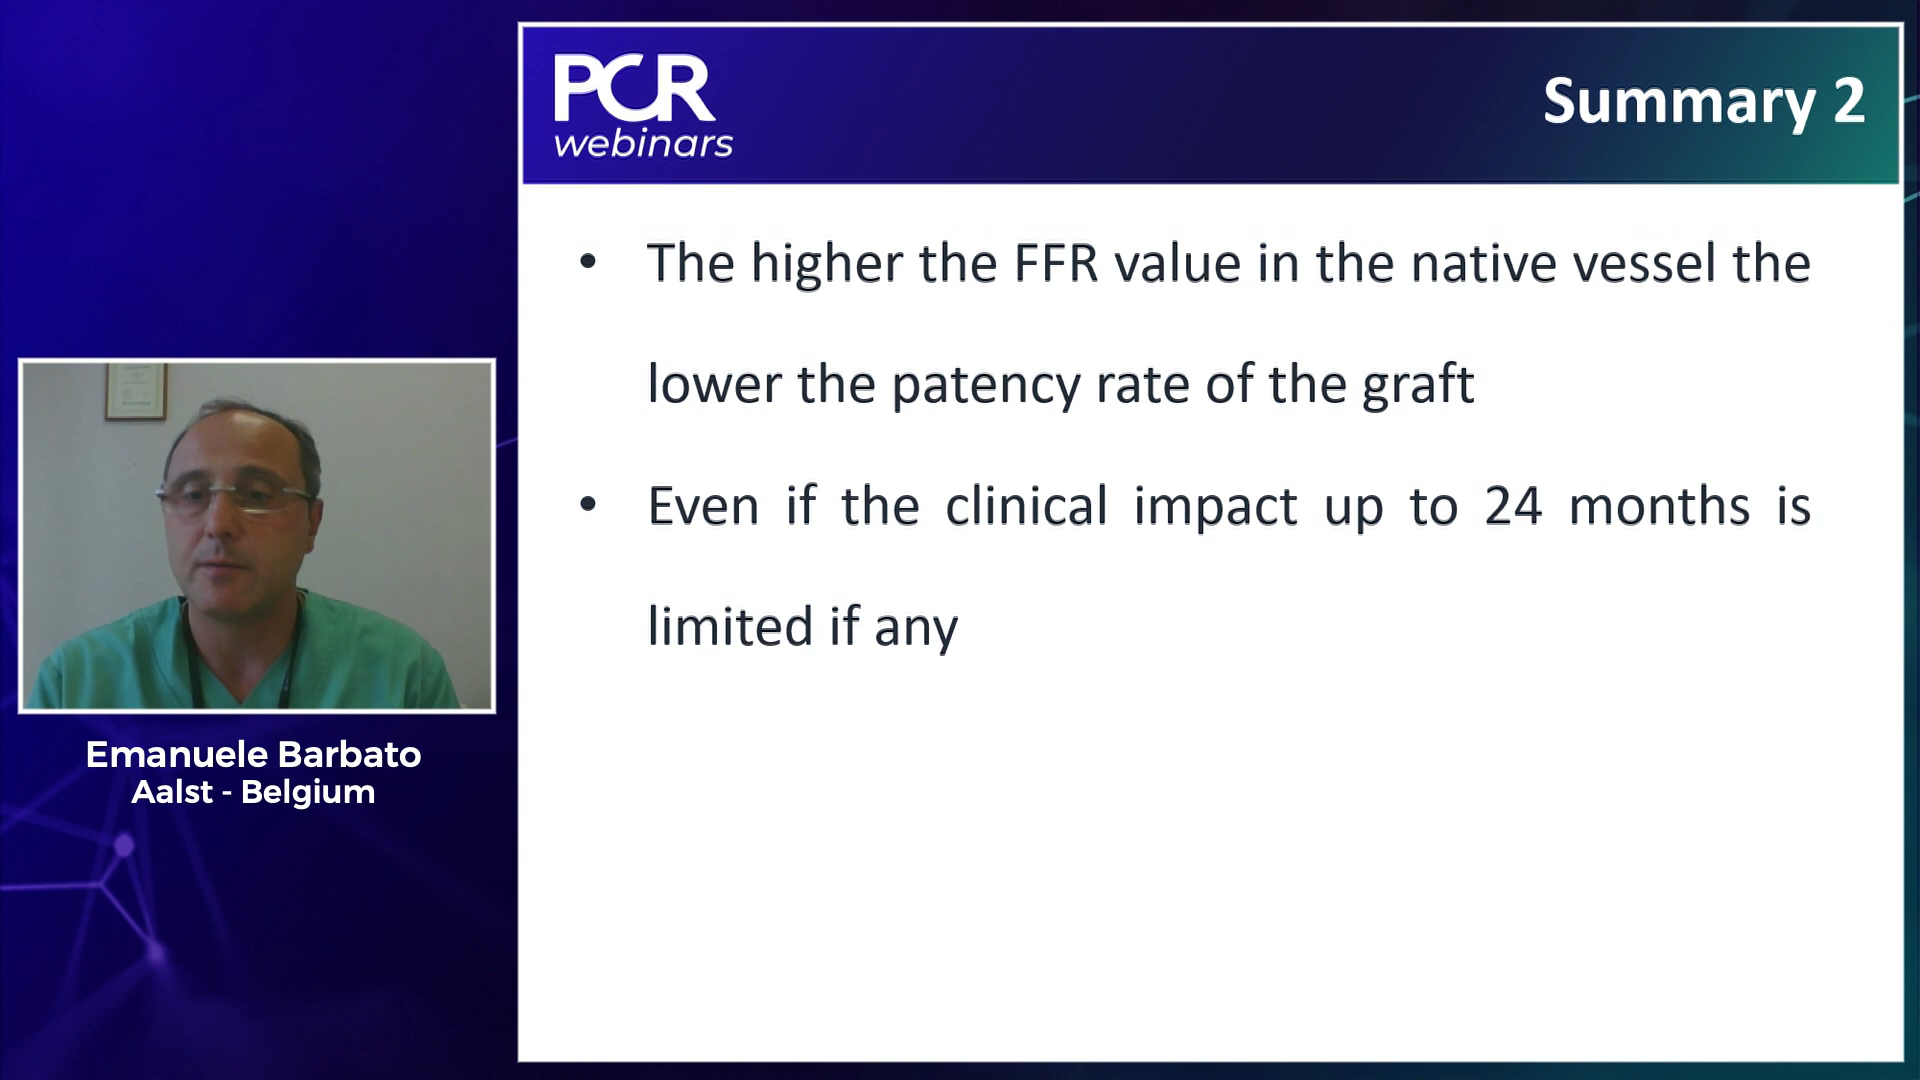 PCR
webinars
Summary 2
• The higher the FFR value in the native vessel the
lower the patency rate of the graft
• Even if the clinical impact up to 24 months is
limited if any
Emanuele Barbato
Aalst - Belgium